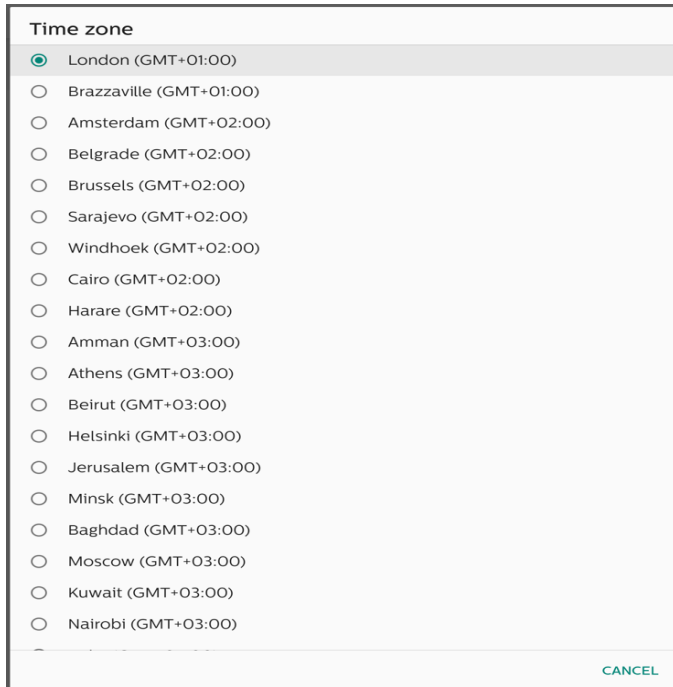 Time zone
London (GMT+01:00)
Brazzaville (GMT+01:00)
Amsterdam (GMT+02:00)
Belgrade (GMT+02:00)
Brussels (GMT+02:00)
Sarajevo (GMT+02:00)
Windhoek (GMT+02:00)
Cairo (GMT+02:00)
Harare (GMT+02:00)
Amman (GMT+03:00)
Athens (GMT+03:00)
Beirut (GMT+03:00)
Helsinki (GMT+03:00)
Jerusalem (GMT+03:00)
Minsk (GMT+03:00)
Baghdad (GMT+03:00)
Moscow (GMT+03:00)
Kuwait (GMT+03:00)
Nairobi (GMT+03:00)
CANCEL